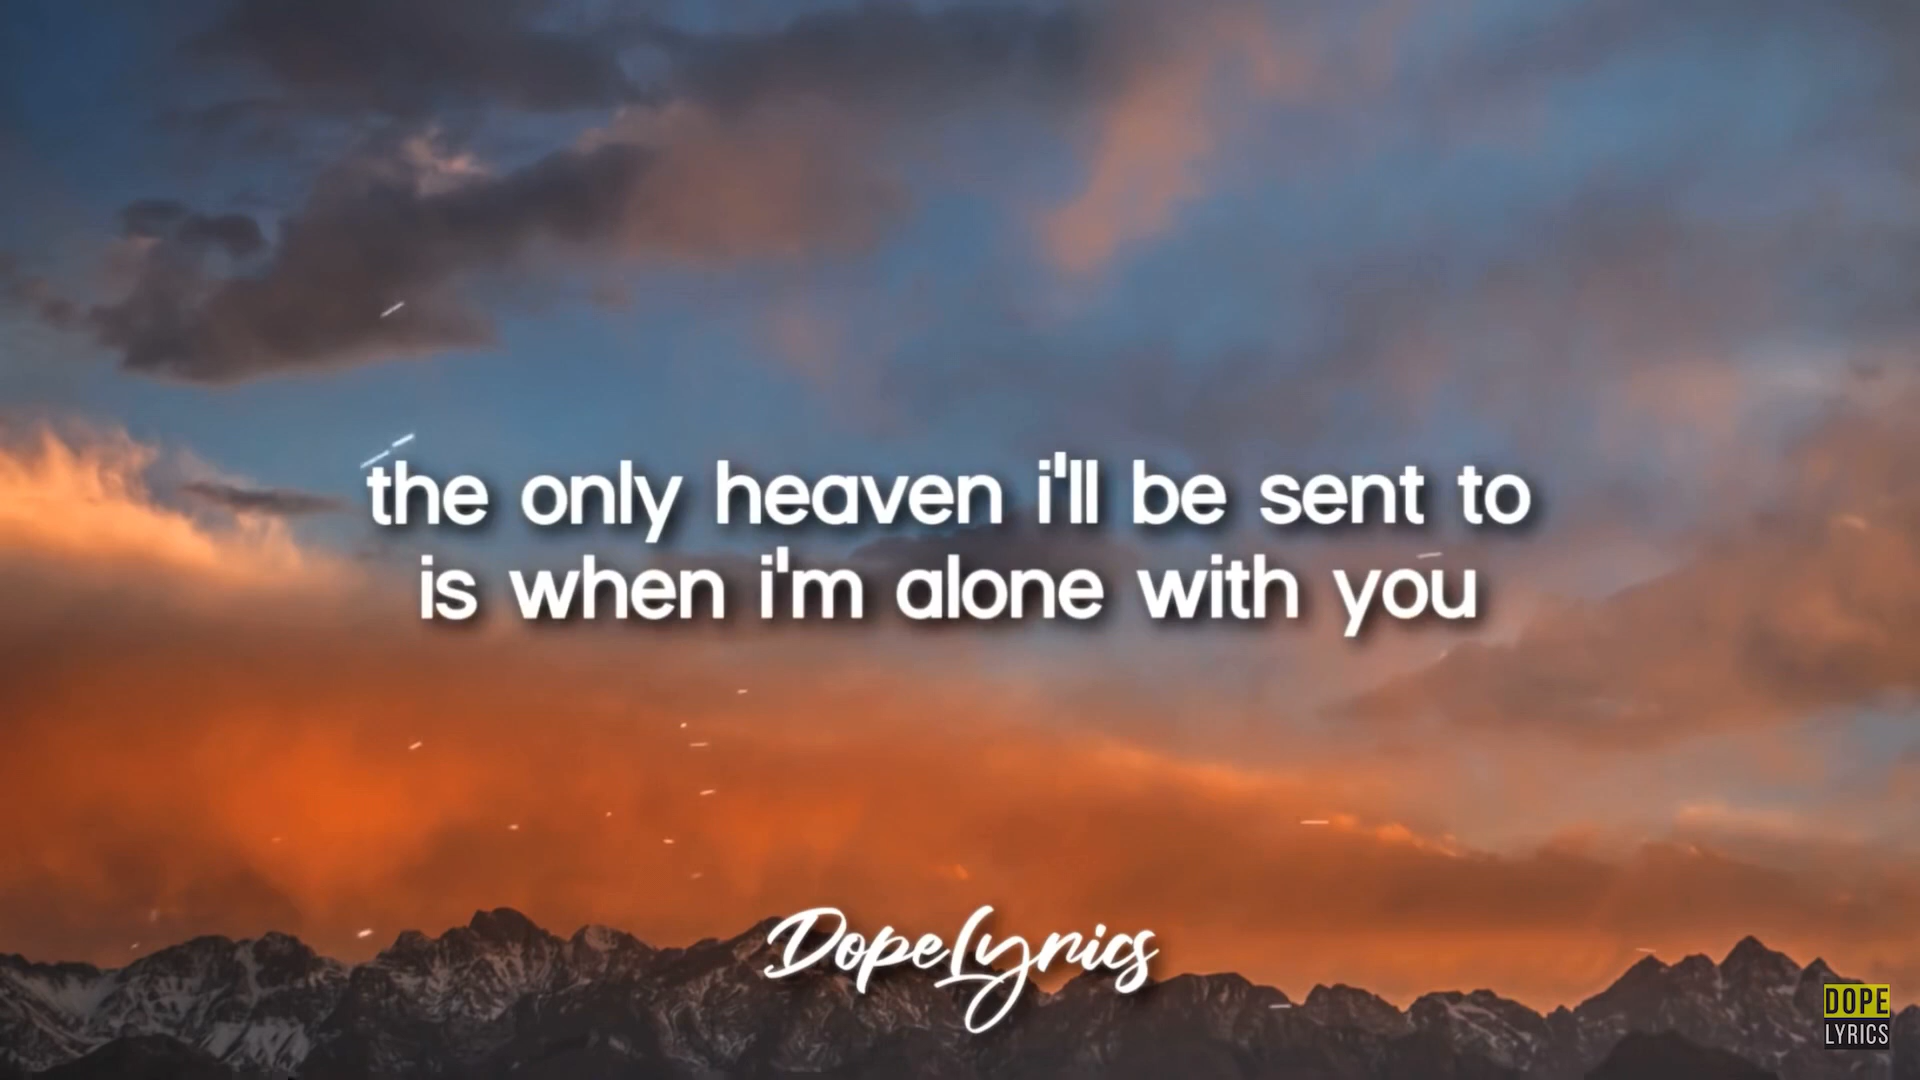 the only heaven i'll be sent to
is when i'm alone with you
DopeLyrics
DOPE
LYRICS